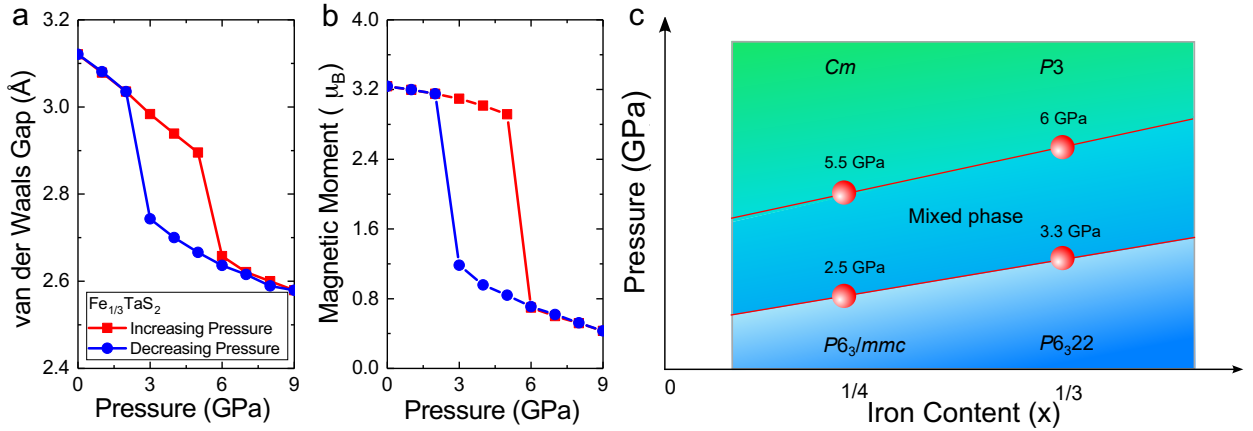 a
3.2
3.0
2.8
2.6
2.4
van der Waals Gap (Å)
Fe1/3TaS2
Increasing Pressure
Decreasing Pressure
0 3 6 9
Pressure (GPa)
b
4.0
3.2
2.4
1.6
0.8
0.0
Magnetic Moment ( μB)
0 3 6 9
Pressure (GPa)
c
Pressure (GPa)
Cm P3
6 GPa
5.5 GPa
Mixed phase
3.3 GPa
2.5 GPa
P63/mmc P6322
0 1/4 1/3
Iron Content (x)